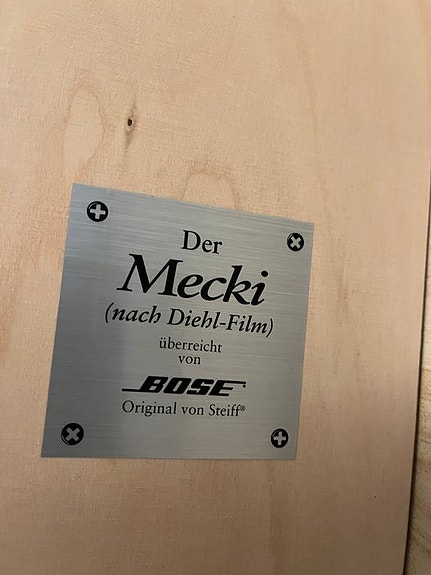 Der
Mecki
(nach Diehl-Film)
überreicht
von
BOSE
Original von Steiff®